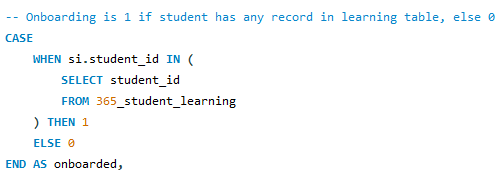 -- Onboarding is 1 if student has any record in learning table, else 0
CASE
    WHEN si.student_id IN (
        SELECT student_id
        FROM 365_student_learning
    ) THEN 1
    ELSE 0
END AS onboarded,